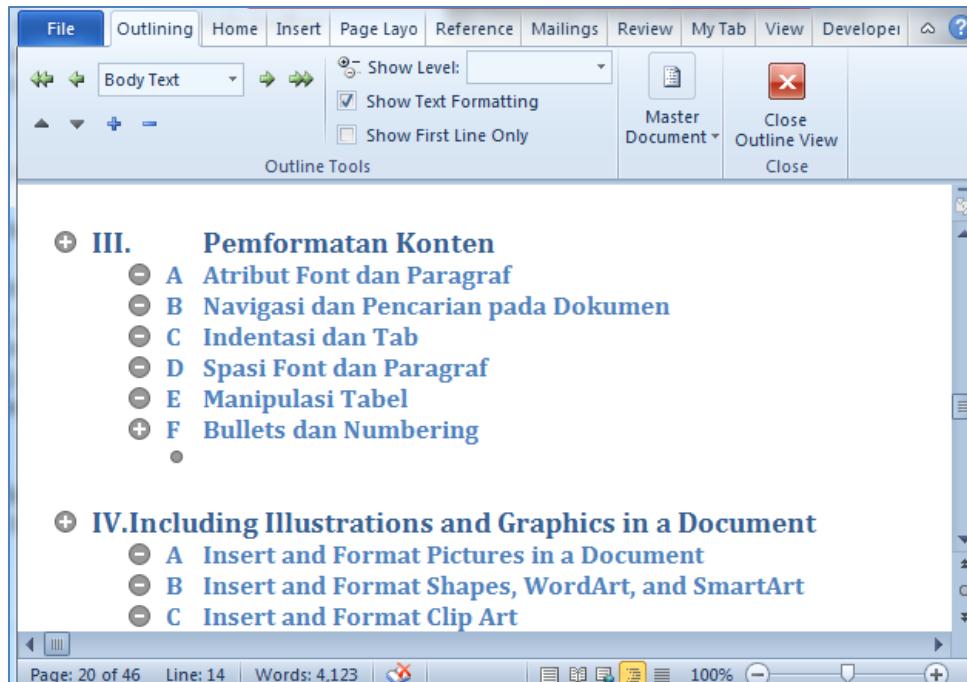 File Outlining Home Insert Page Layo Reference Mailings Review My Tab View Developer ?
Body Text
Show Level:
Show Text Formatting
Show First Line Only
Outline Tools
Master Document
Close Outline View
Close
III. Pemformatan Konten
A Atribut Font dan Paragraf
B Navigasi dan Pencarian pada Dokumen
C Indentasi dan Tab
D Spasi Font dan Paragraf
E Manipulasi Tabel
F Bullets dan Numbering
IV.Including Illustrations and Graphics in a Document
A Insert and Format Pictures in a Document
B Insert and Format Shapes, WordArt, and SmartArt
C Insert and Format Clip Art
Page: 20 of 46 Line: 14 Words: 4,123 100%